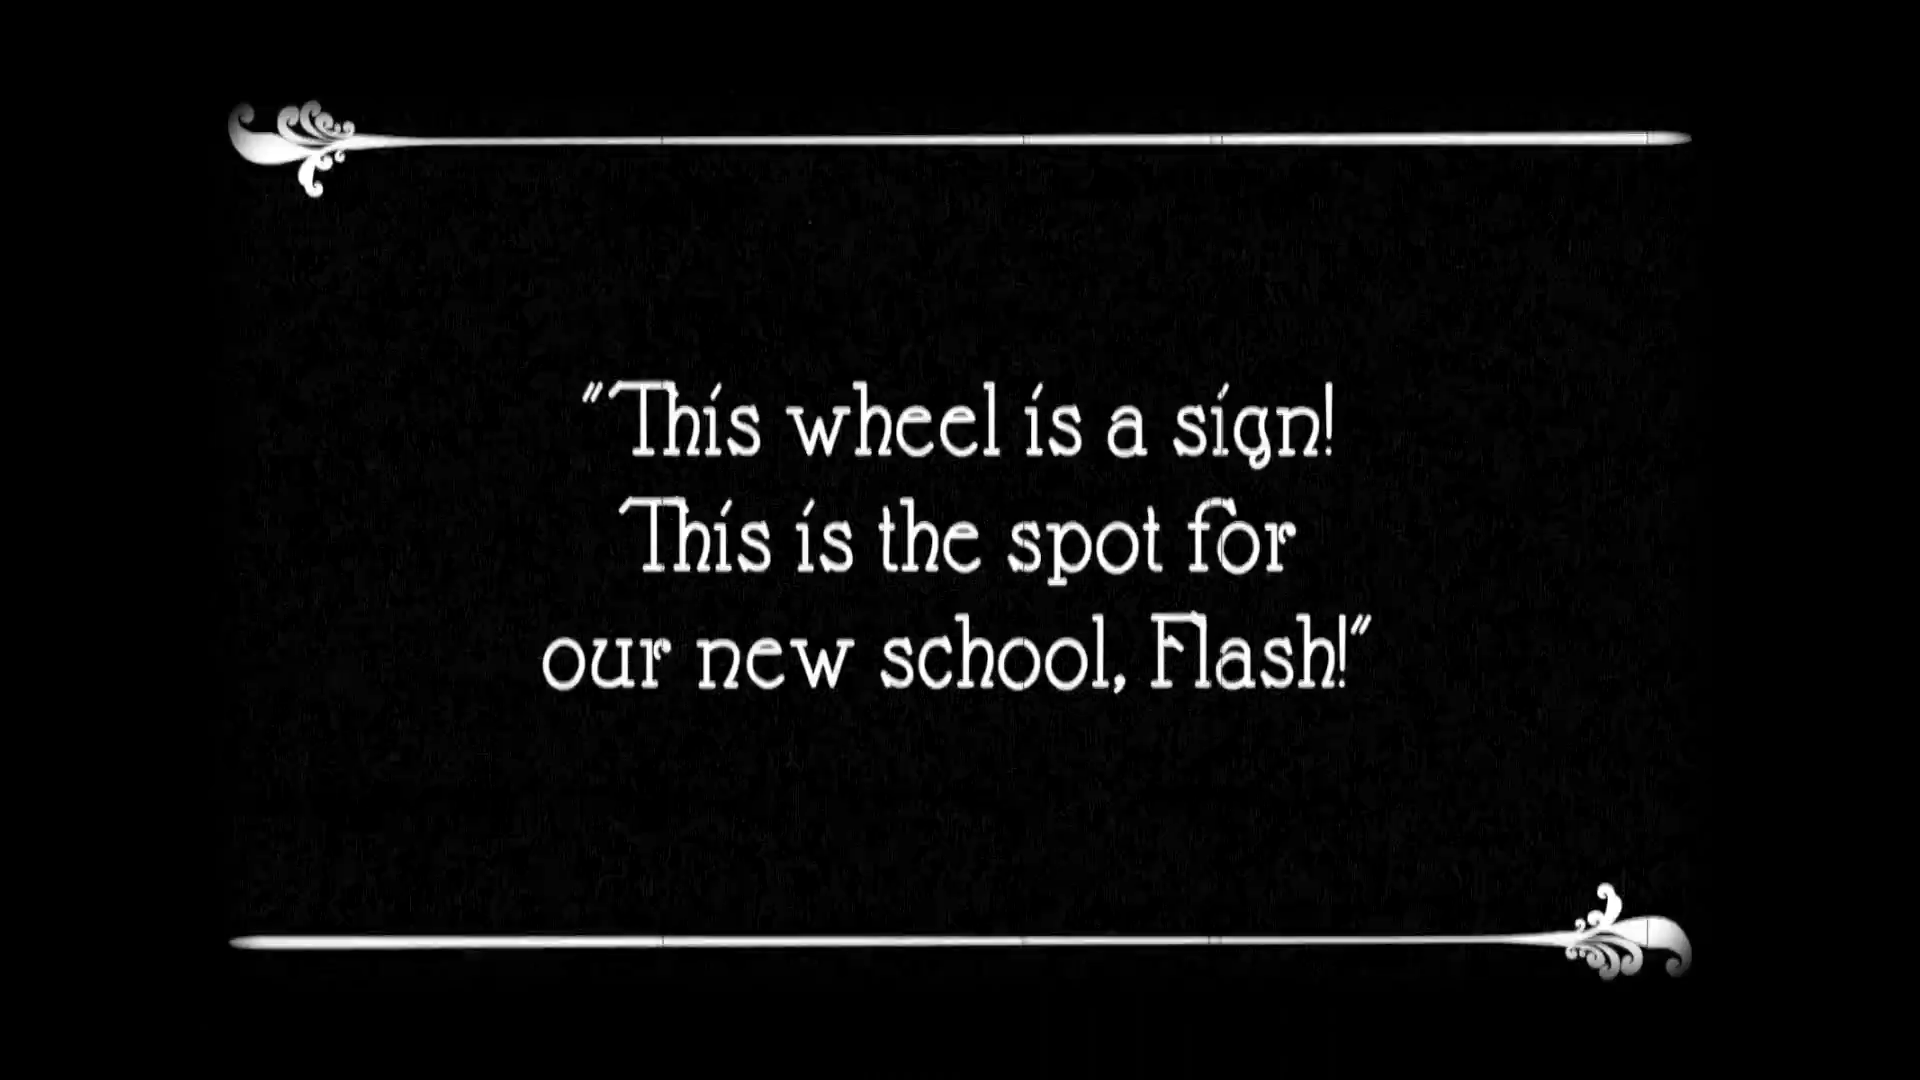 "This wheel is a sign!
This is the spot for
our new school, Flash!"